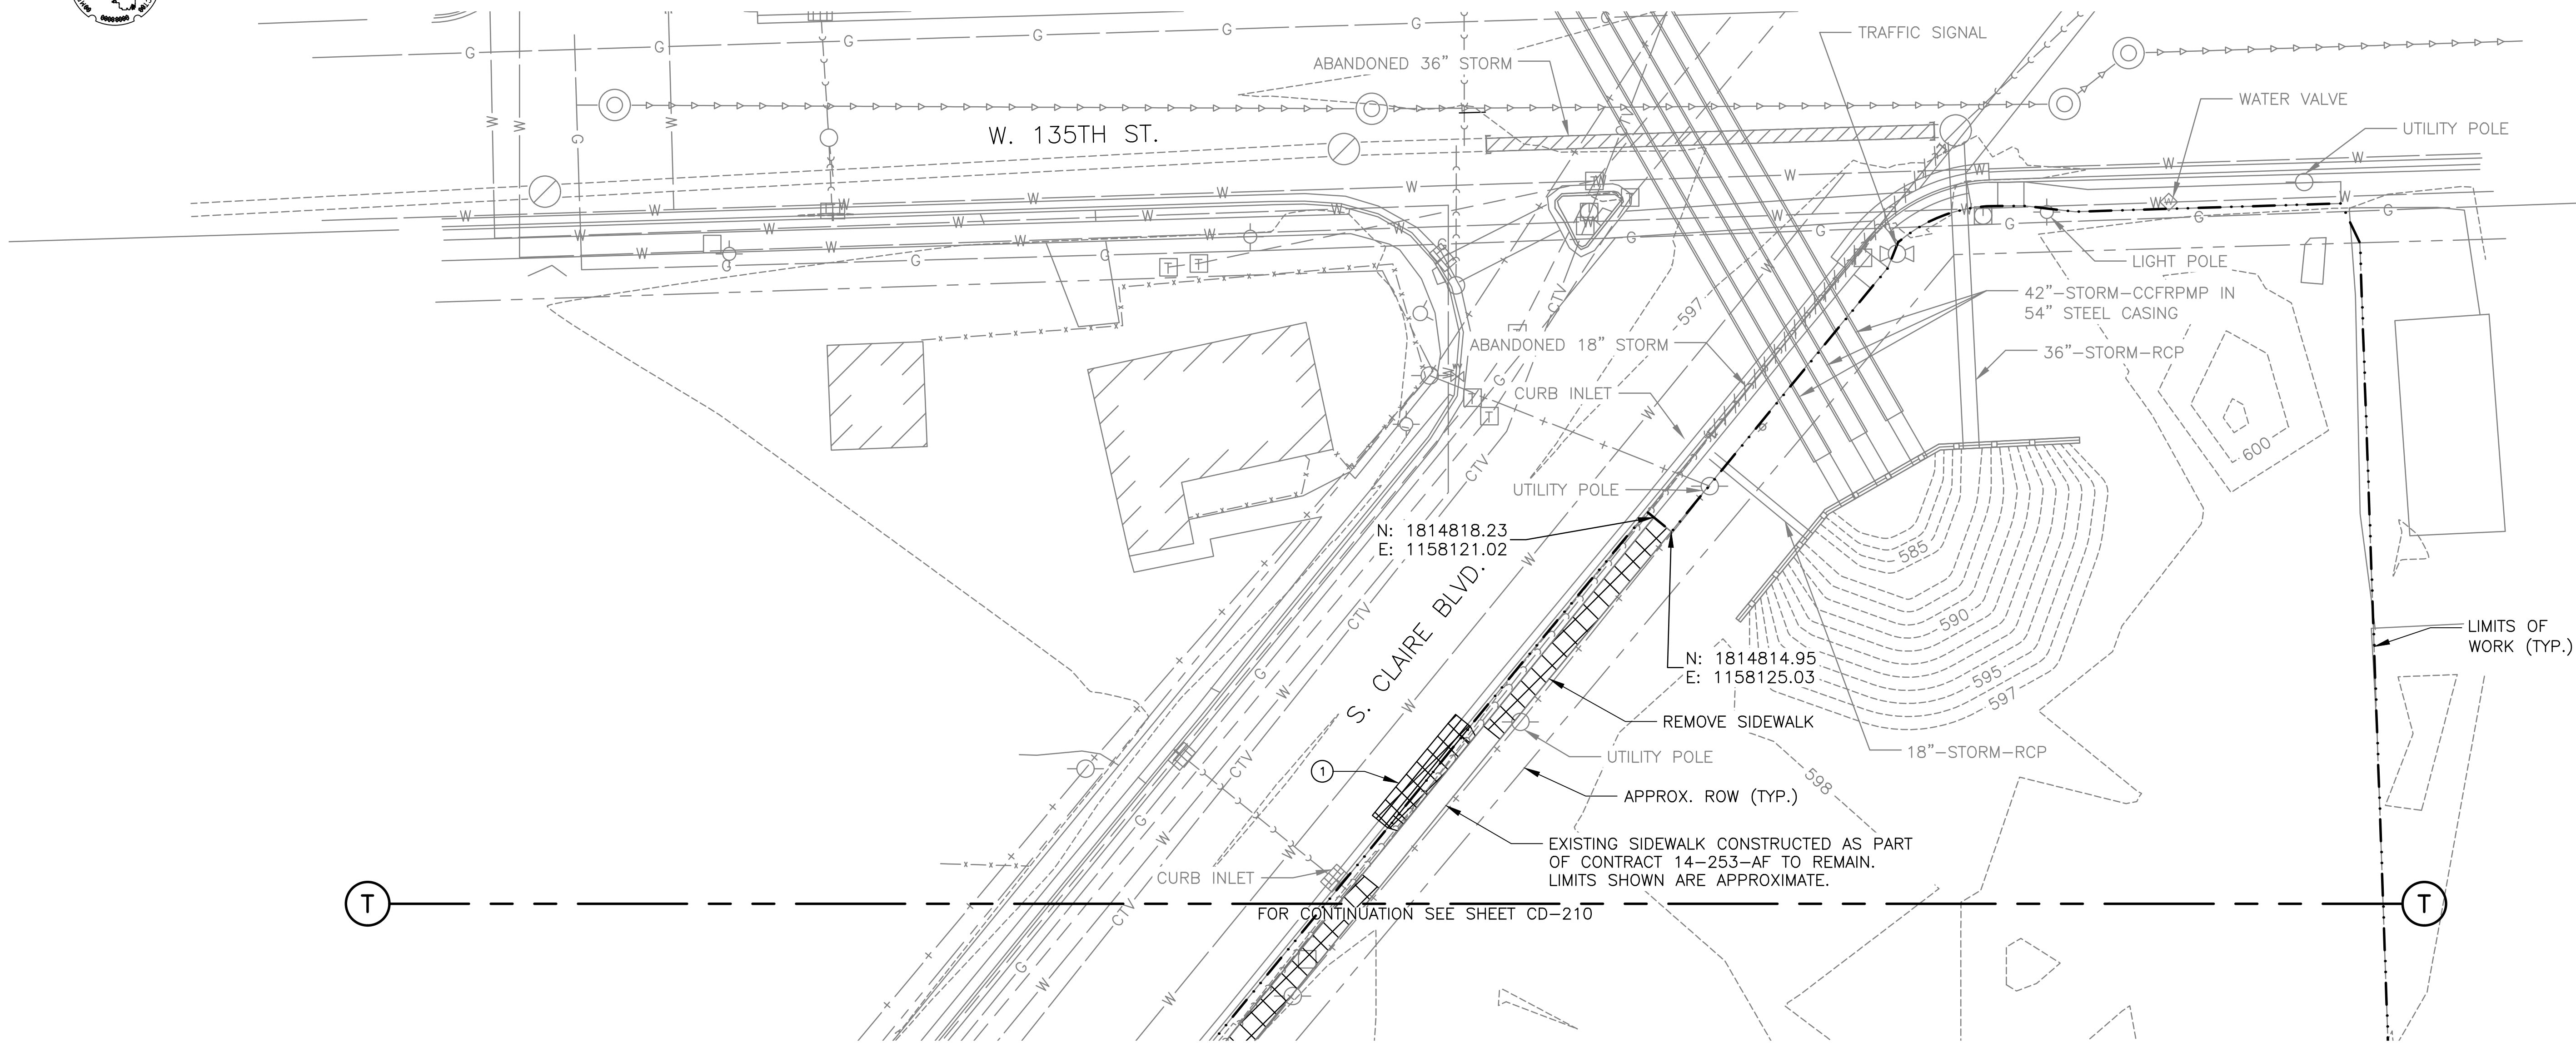 TRAFFIC SIGNAL
ABANDONED 36" STORM
WATER VALVE
UTILITY POLE
W. 135TH ST.
LIGHT POLE
42"-STORM-CCFRPMP IN
54" STEEL CASING
597
ABANDONED 18" STORM
36"-STORM-RCP
CURB INLET
600
UTILITY POLE
N: 1814818.23
E: 1158121.02
585
590
595
597
S. CLAIRE BLVD.
N: 1814814.95
E: 1158125.03
LIMITS OF
WORK (TYP.)
REMOVE SIDEWALK
UTILITY POLE
18"-STORM-RCP
1
598
APPROX. ROW (TYP.)
EXISTING SIDEWALK CONSTRUCTED AS PART
OF CONTRACT 14-253-AF TO REMAIN.
LIMITS SHOWN ARE APPROXIMATE.
CURB INLET
T
T
FOR CONTINUATION SEE SHEET CD-210
G
W
CTV